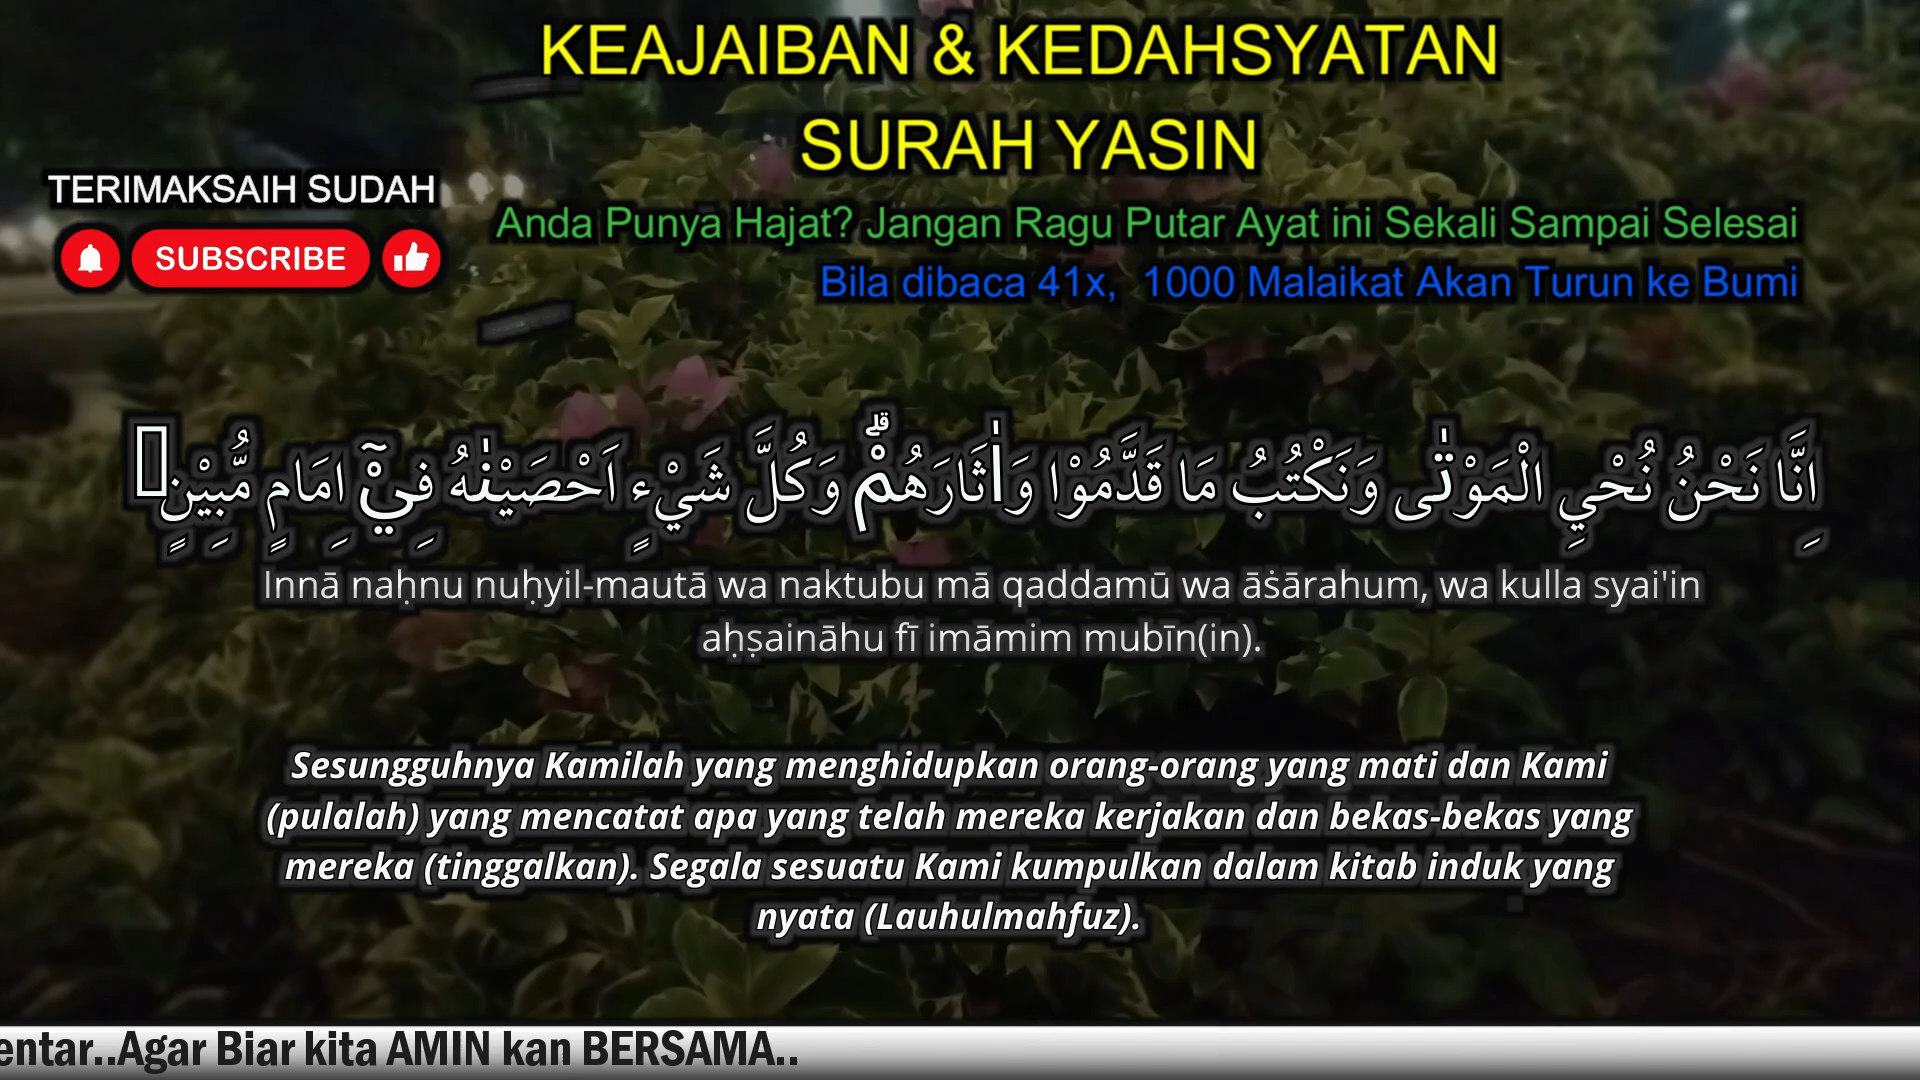 KEAJAIBAN & KEDAHSYATAN
SURAH YASIN
TERIMAKSAIH SUDAH
SUBSCRIBE
Anda Punya Hajat? Jangan Ragu Putar Ayat ini Sekali Sampai Selesai
Bila dibaca 41x, 1000 Malaikat Akan Turun ke Bumi
اِنَّا نَحْنُ نُحْيِ الْمَوْتٰى وَنَكْتُبُ مَا قَدَّمُوْا وَاٰثَارَهُمْۗ وَكُلَّ شَيْءٍ اَحْصَيْنٰهُ فِيْٓ اِمَامٍ مُّبِيْنٍ
Innā naḥnu nuḥyil-mautā wa naktubu mā qaddamū wa āṡārahum, wa kulla syai'in
aḥṣaināhu fī imāmim mubīn(in).
Sesungguhnya Kamilah yang menghidupkan orang-orang yang mati dan Kami
(pulalah) yang mencatat apa yang telah mereka kerjakan dan bekas-bekas yang
mereka (tinggalkan). Segala sesuatu Kami kumpulkan dalam kitab induk yang
nyata (Lauhulmahfuz).
entar..Agar Biar kita AMIN kan BERSAMA..